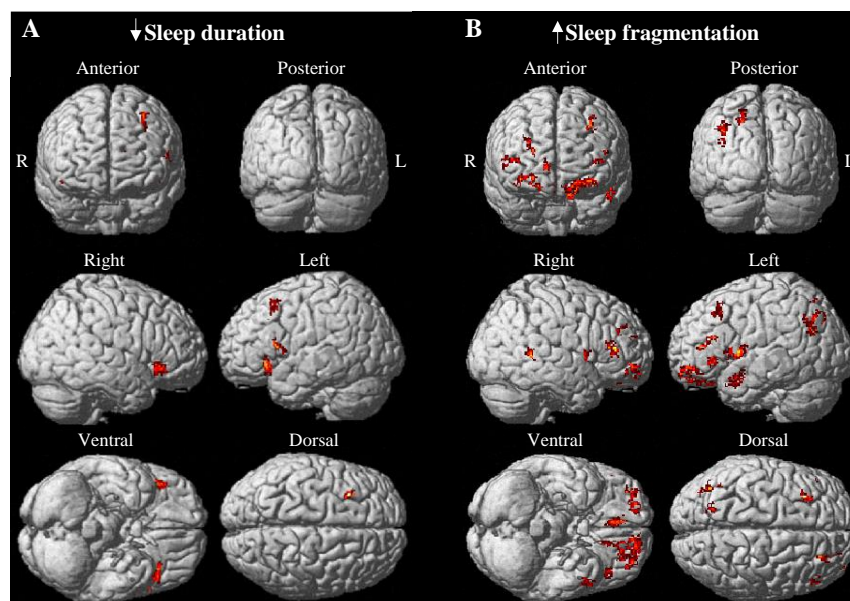 A ↓Sleep duration
Anterior Posterior
R L
Right Left
Ventral Dorsal
B ↑Sleep fragmentation
Anterior Posterior
R L
Right Left
Ventral Dorsal